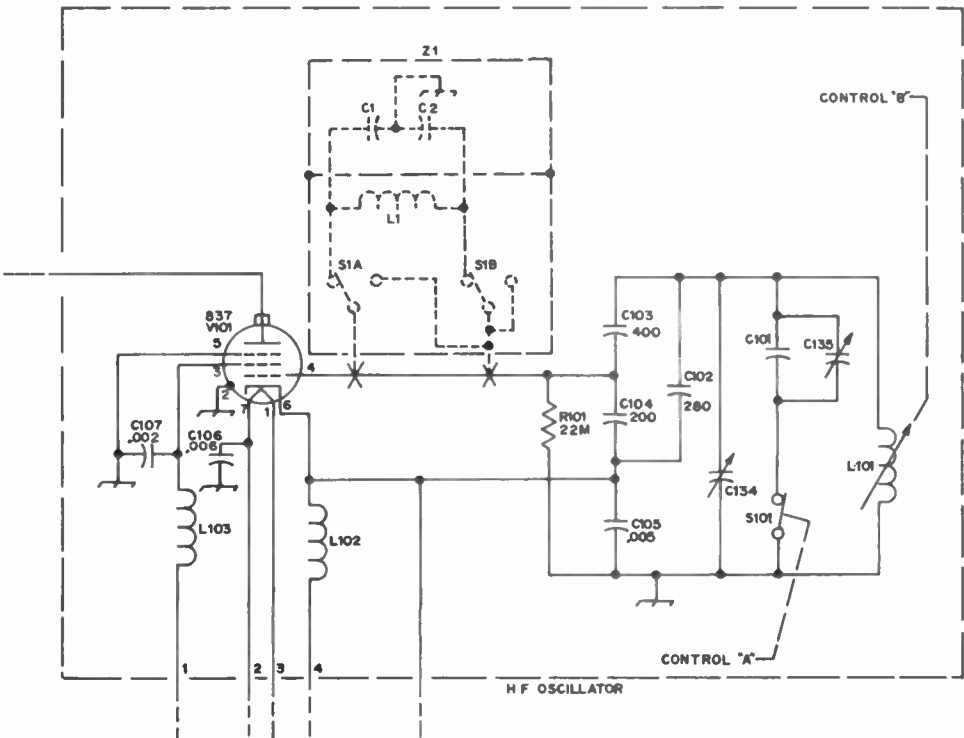 Z1
C1
C2
CONTROL "B"
L1
S1A
S1B
837
V101
5
3
2
4
7
1
6
C103
400
C101
C135
C104
200
C102
280
R101
22M
C107
.002
C106
.006
C134
L101
S101
C105
.005
L103
L102
1
2
3
4
CONTROL "A"
H F OSCILLATOR